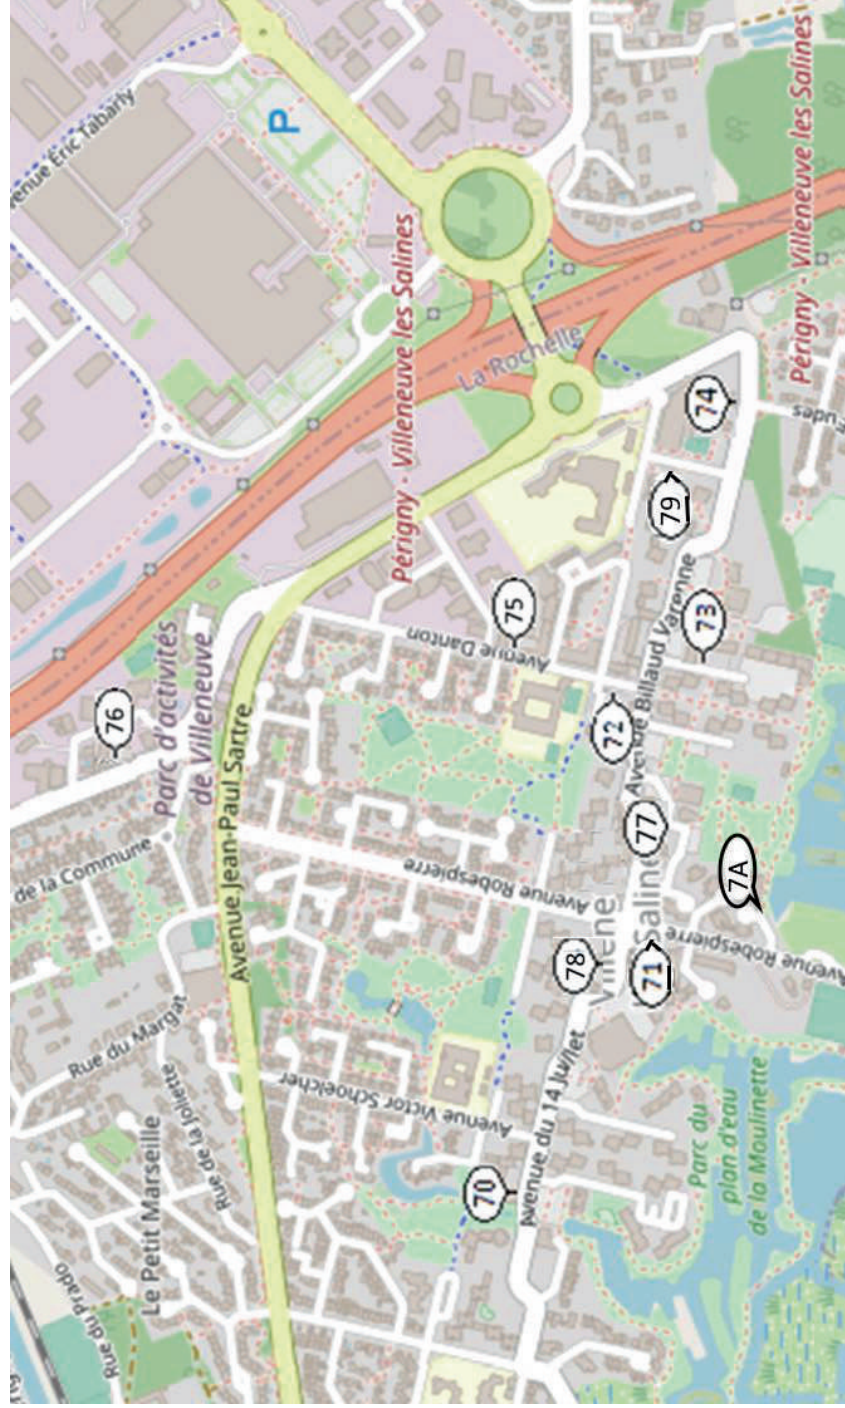 Avenue Éric Tabarly
P
Périgny - Villeneuve les Salines
La Rochelle
Périgny - Villeneuve les Salines
74
79
73
75
Avenue Danton
Avenue Billaud Varenne
72
76
Parc d'activités
de Villeneuve
Avenue Jean-Paul Sartre
de la Commune
Avenue Robespierre
77
7A
78
71
Avenue Robespierre
Rue du Margat
Rue de la Joliette
Avenue Victor Schoelcher
Avenue du 14 Juillet
70
Le Petit Marseille
Rue du Prado
Parc du
plan d'eau
de la Moulinette